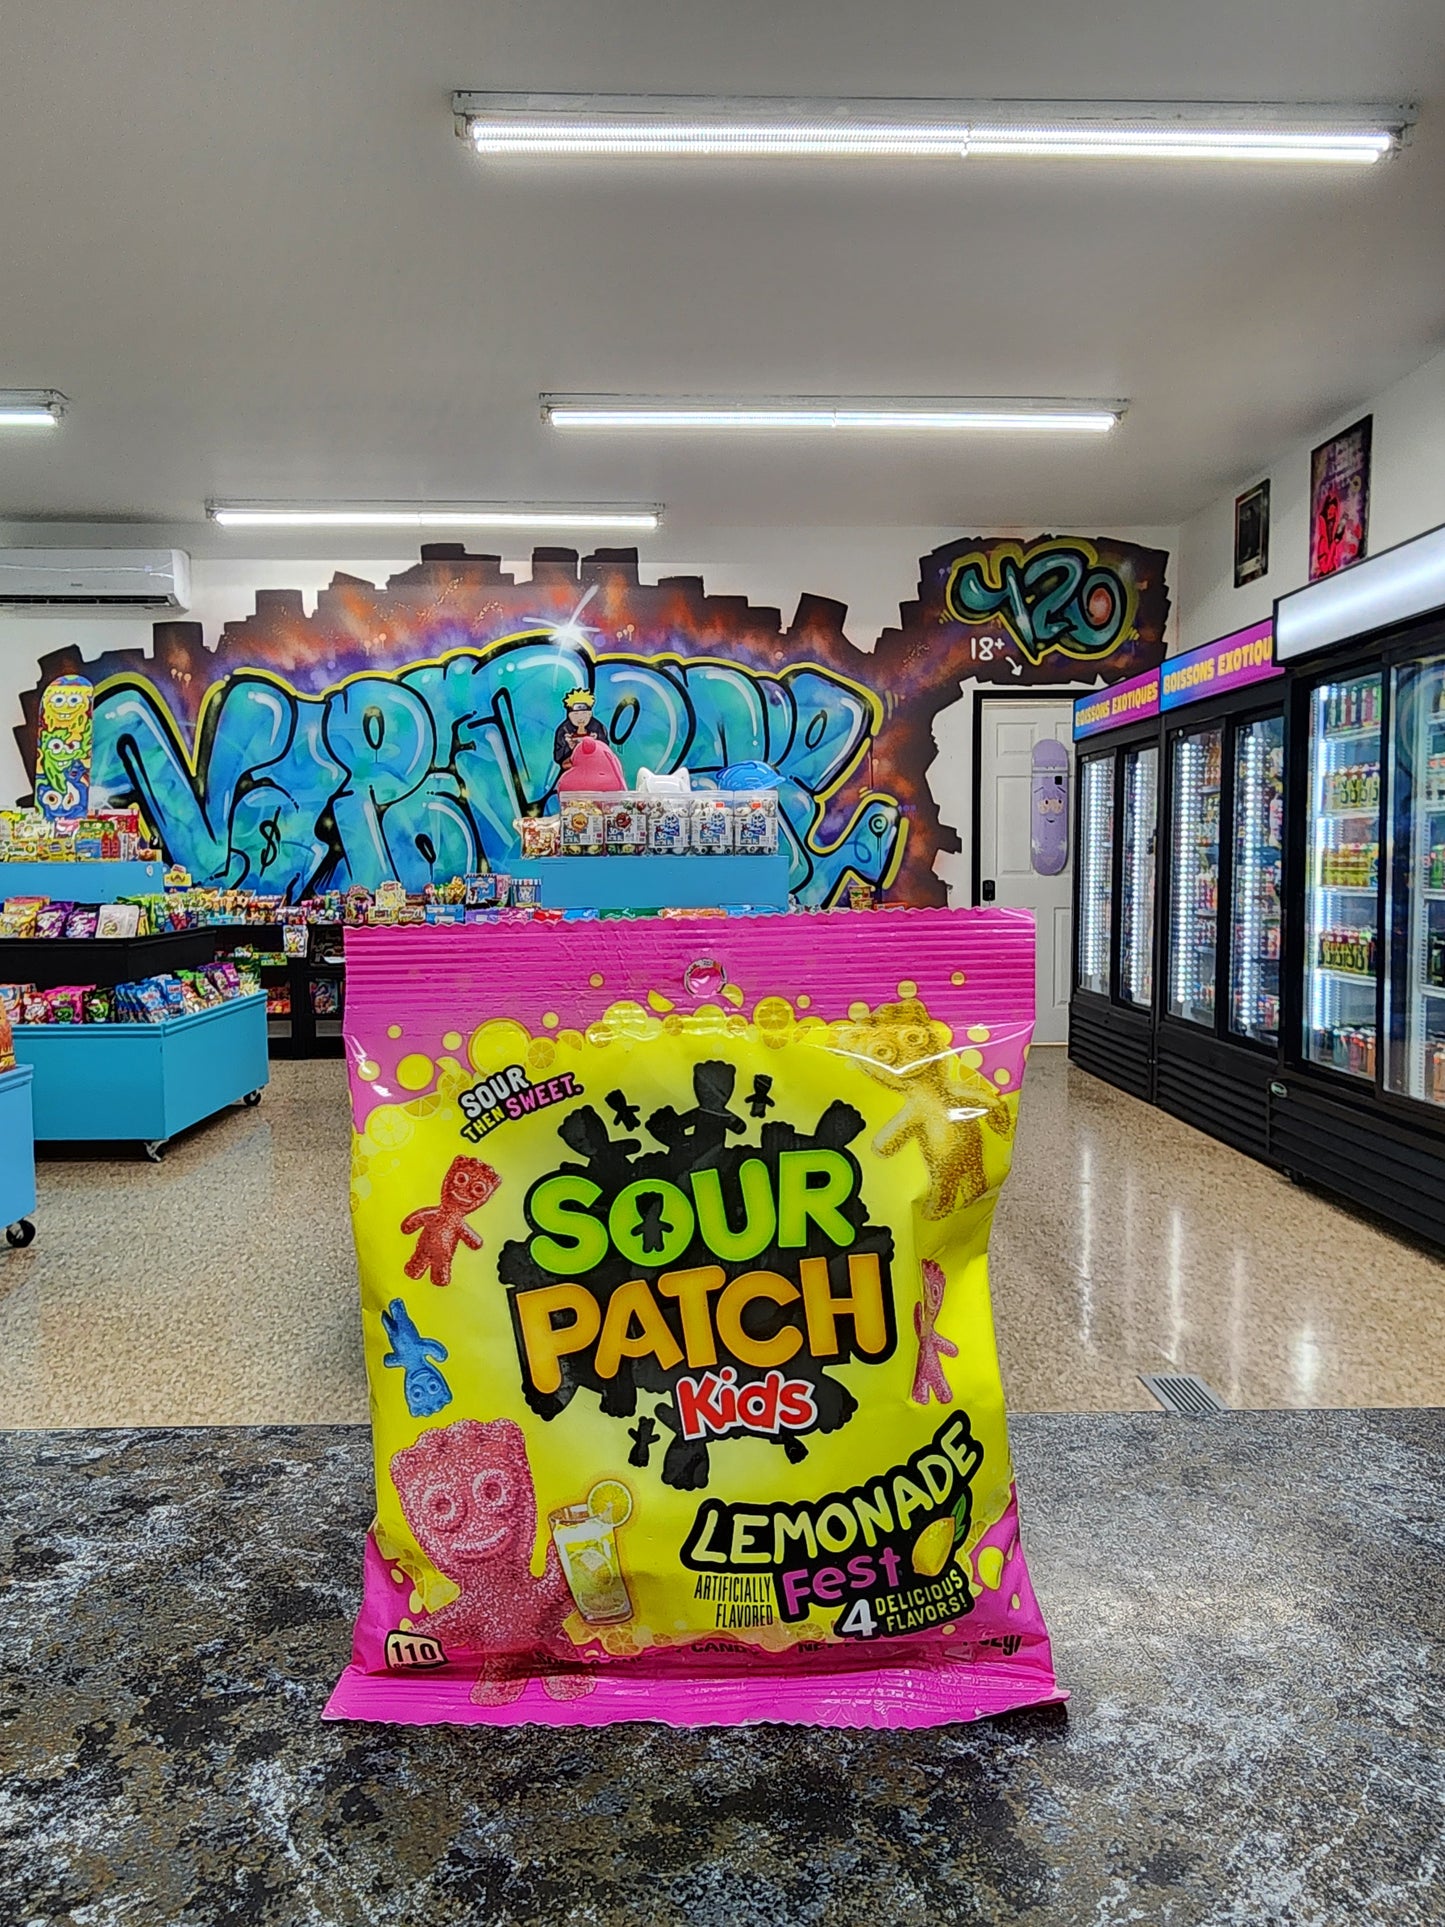 420
18+
BOISSONS EXOTIQUES
BOISSONS EXOTIQU
SOUR
THEN SWEET.
SOUR
PATCH
Kids
LEMONADE
Fest
ARTIFICIALLY
FLAVORED
4 DELICIOUS
FLAVORS!
110